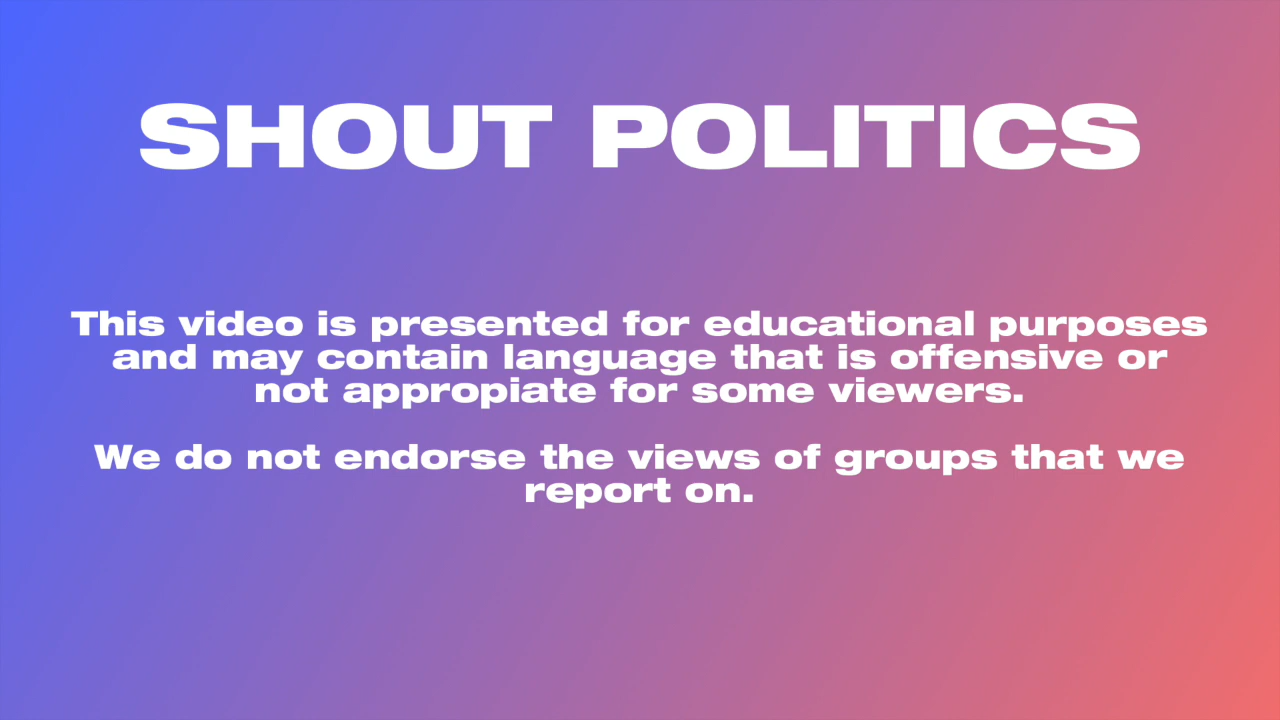 SHOUT POLITICS
This video is presented for educational purposes
and may contain language that is offensive or
not appropiate for some viewers.
We do not endorse the views of groups that we
report on.